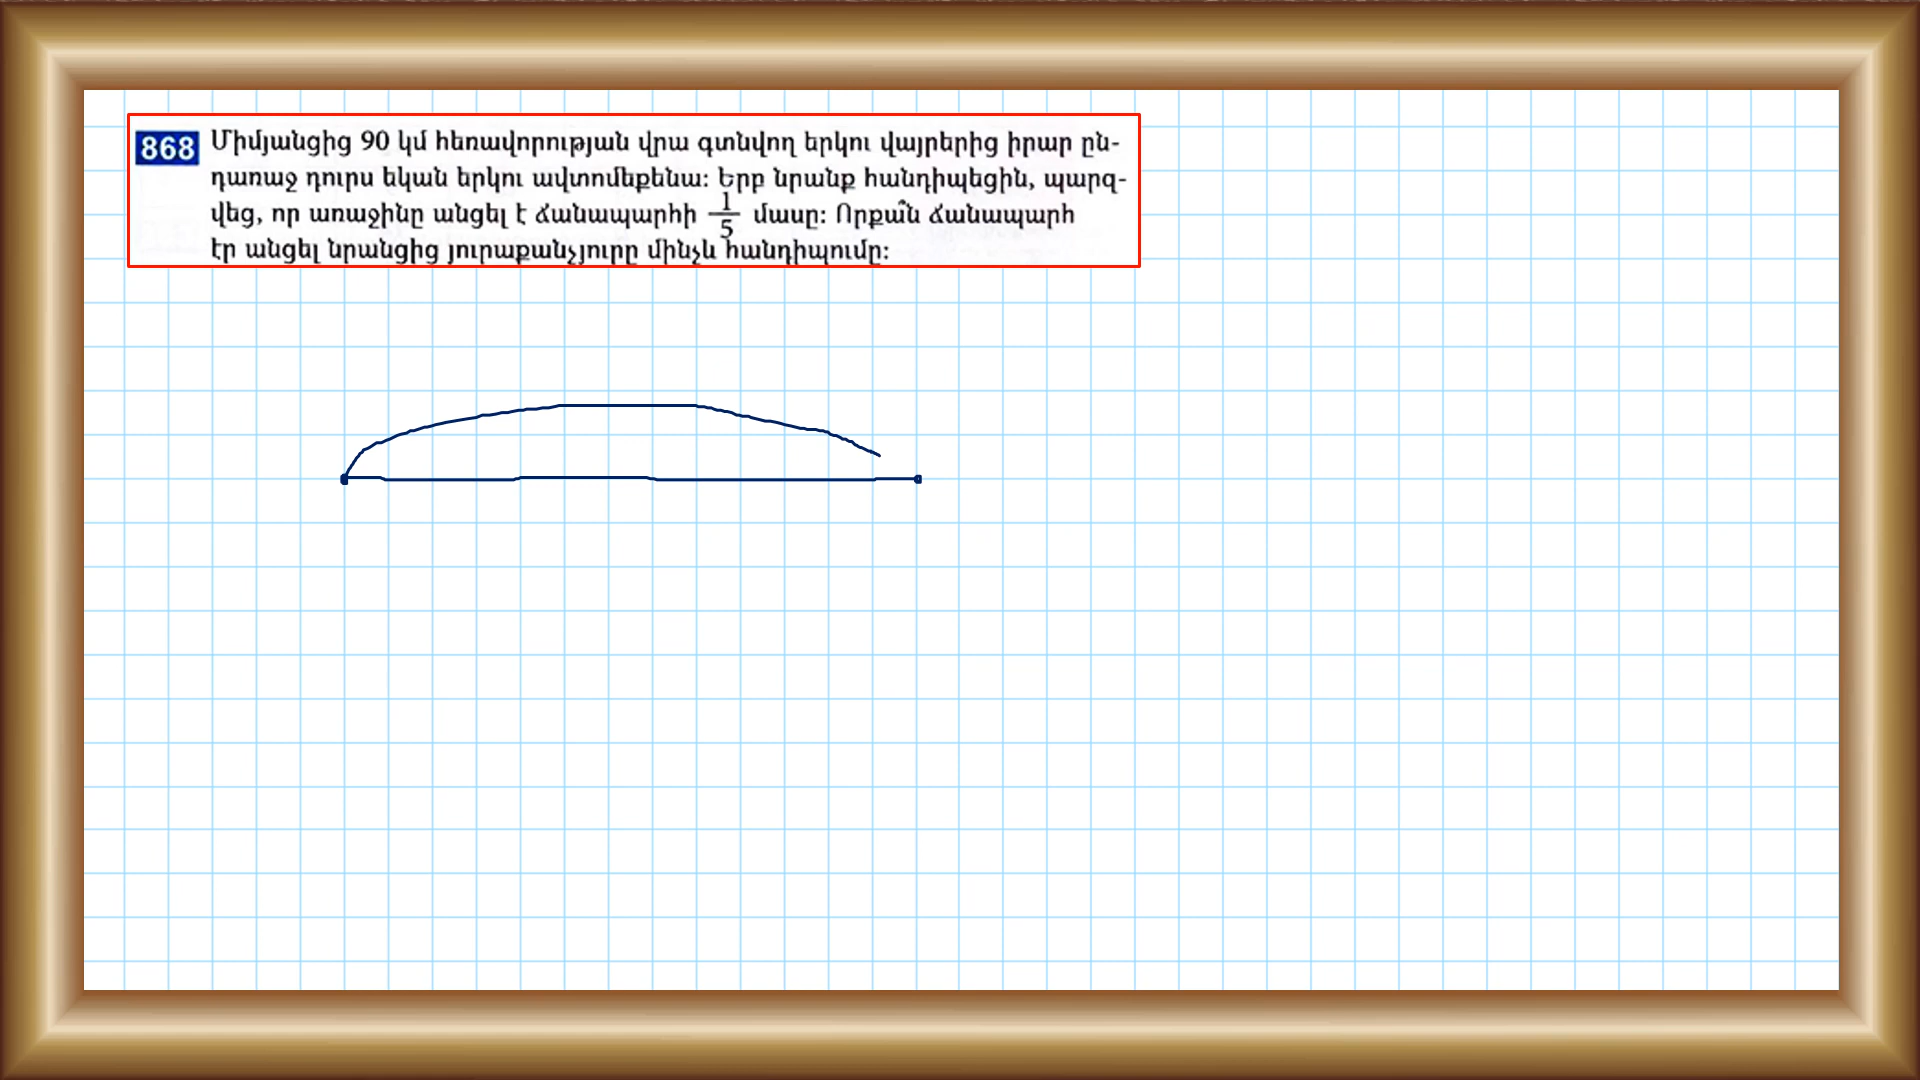 868 Միմյանցից 90 կմ հեռավորության վրա գտնվող երկու վայրերից իրար ըն-
դառաջ դուրս եկան երկու ավտոմեքենա։ Երբ նրանք հանդիպեցին, պարզ-
վեց, որ առաջինը անցել է ճանապարհի 1/5 մասը։ Որքա՞ն ճանապարհ
էր անցել նրանցից յուրաքանչյուրը մինչև հանդիպումը։